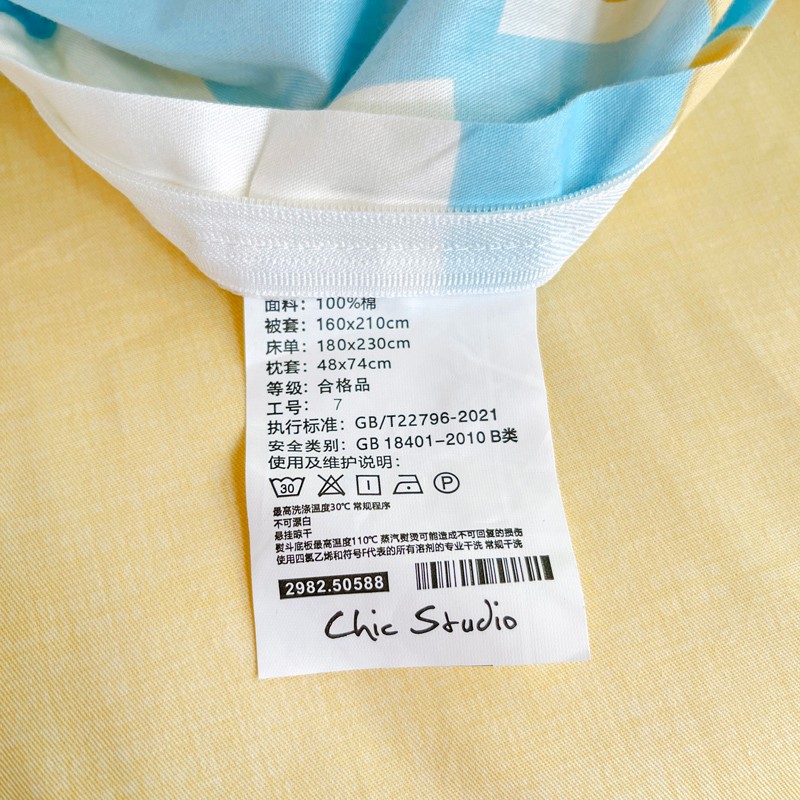 面料：100%棉
被套：160x210cm
床单：180x230cm
枕套：48x74cm
等级：合格品
工号： 7
执行标准：GB/T22796-2021
安全类别：GB 18401-2010 B类
使用及维护说明：
30 P
最高洗涤温度30℃ 常规程序
不可漂白
悬挂晾干
熨斗底板最高温度110℃ 蒸汽熨烫可能造成不可回复的损伤
使用四氯乙烯和符号F代表的所有溶剂的专业干洗 常规干洗
2982.50588
Chic Studio